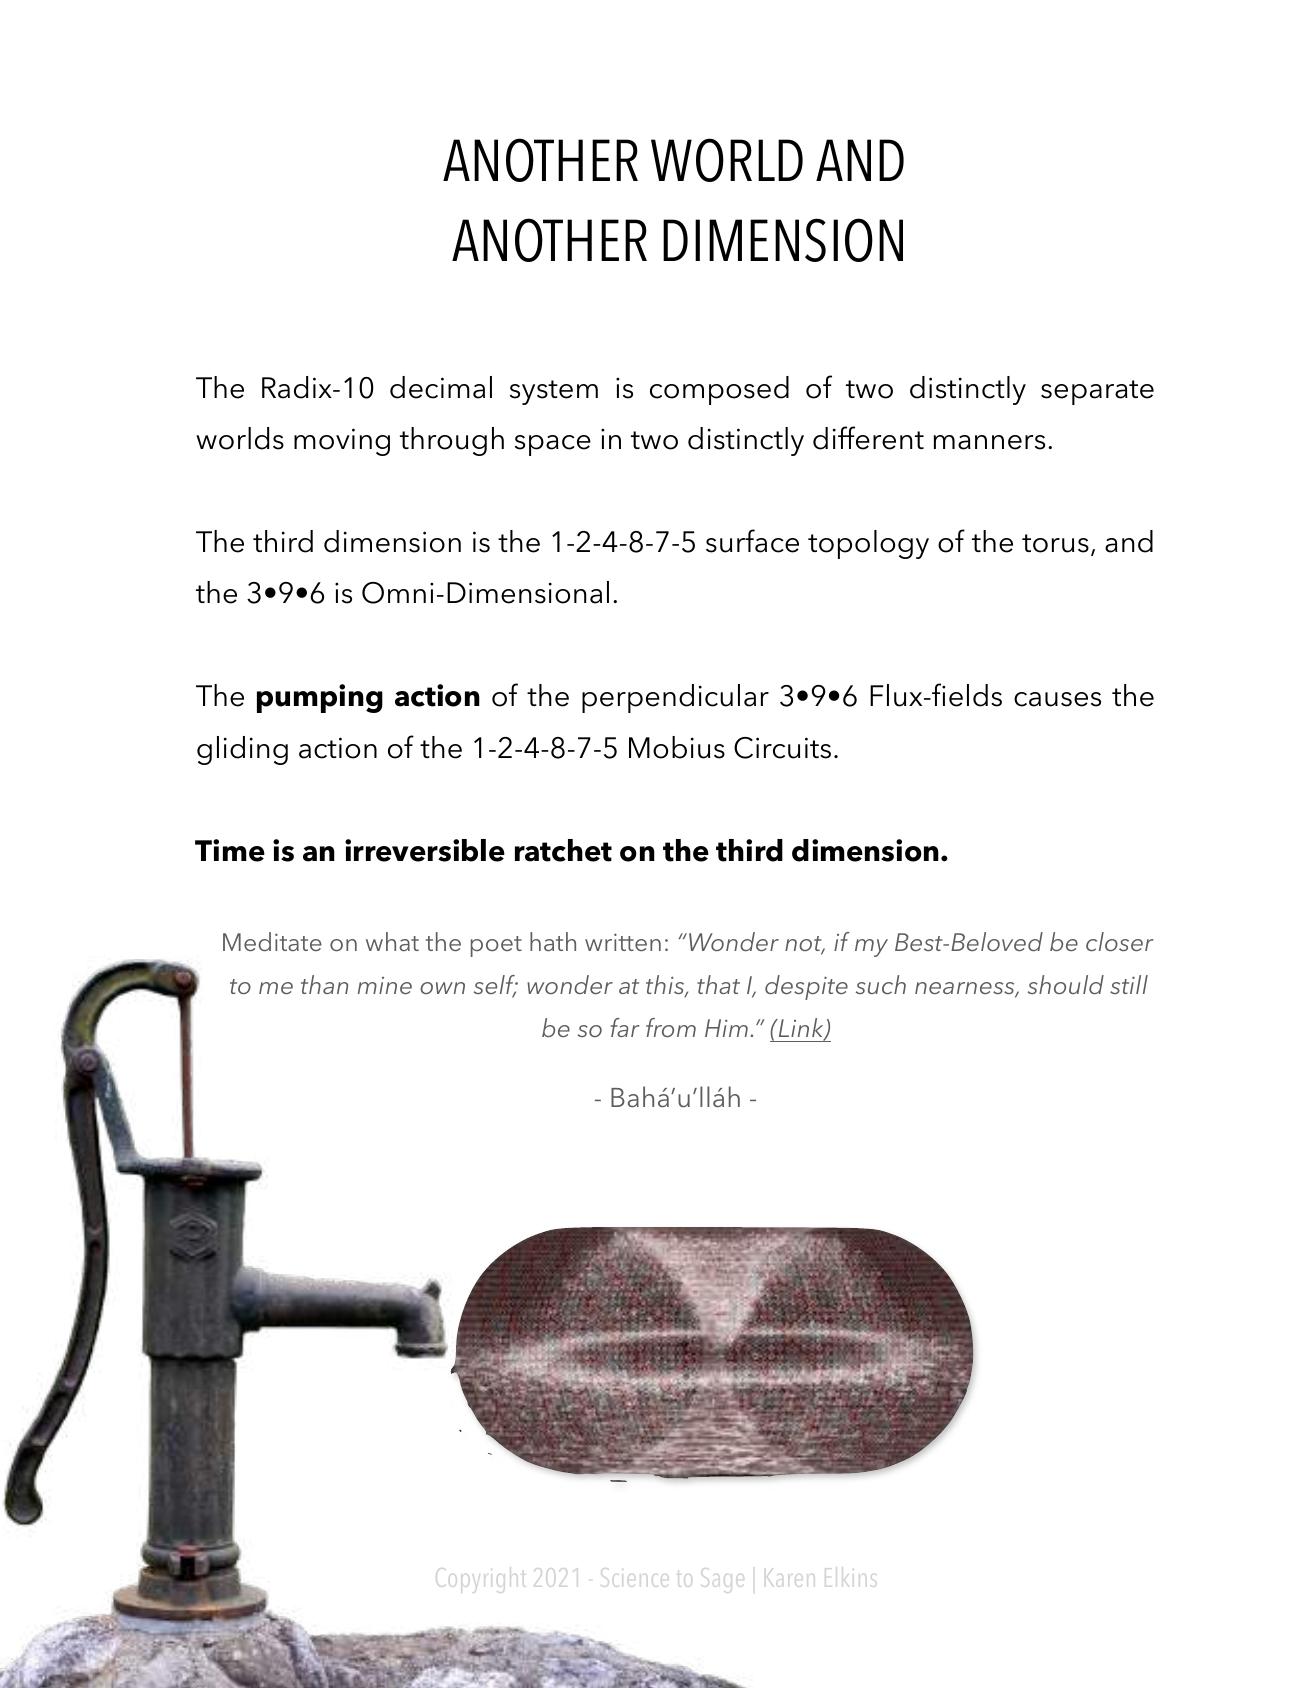 ANOTHER WORLD AND
ANOTHER DIMENSION
The Radix-10 decimal system is composed of two distinctly separate
worlds moving through space in two distinctly different manners.
The third dimension is the 1-2-4-8-7-5 surface topology of the torus, and
the 3•9•6 is Omni-Dimensional.
The pumping action of the perpendicular 3•9•6 Flux-fields causes the
gliding action of the 1-2-4-8-7-5 Mobius Circuits.
Time is an irreversible ratchet on the third dimension.
Meditate on what the poet hath written: “Wonder not, if my Best-Beloved be closer
to me than mine own self; wonder at this, that I, despite such nearness, should still
be so far from Him.” (Link)
- Bahá’u’lláh -
Copyright 2021 - Science to Sage | Karen Elkins